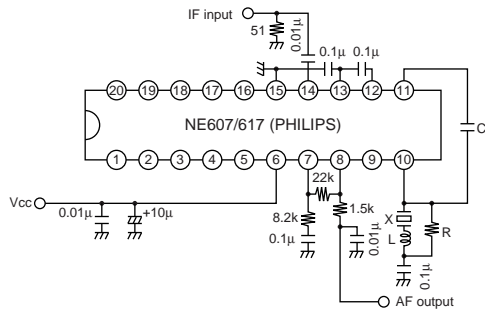 IF input
51
0.01μ
0.1μ
0.1μ
20 19 18 17 16 15 14 13 12 11
NE607/617 (PHILIPS)
C
1 2 3 4 5 6 7 8 9 10
Vcc
0.01μ
+10μ
22k
8.2k
1.5k
0.1μ
0.01μ
X
L
R
0.1μ
AF output